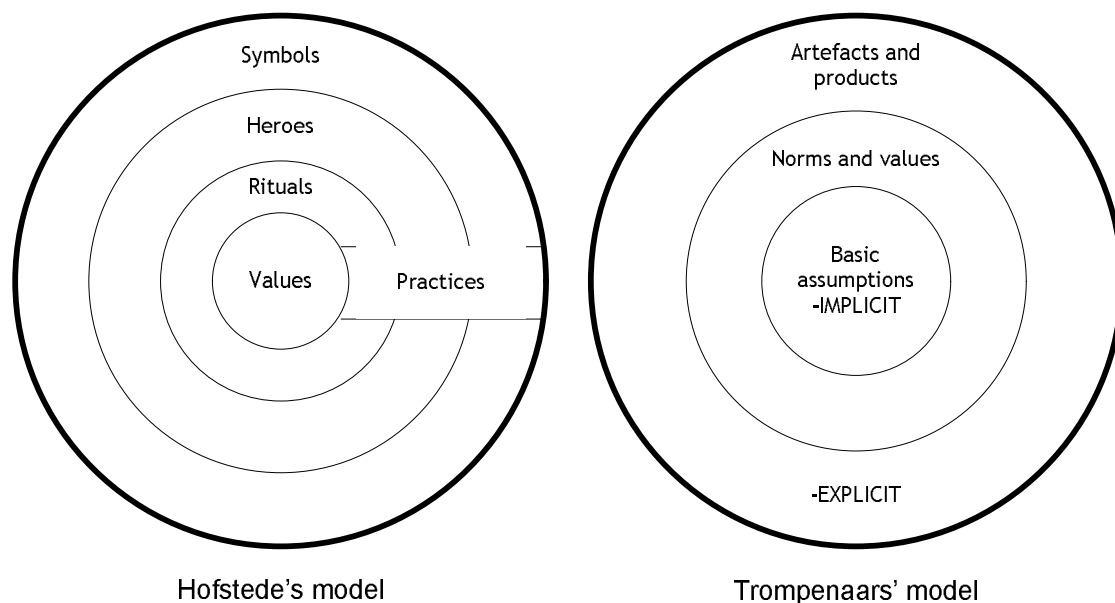 Symbols
Heroes
Rituals
Values
Practices
Hofstede's model
Artefacts and
products
Norms and values
Basic
assumptions
-IMPLICIT
-EXPLICIT
Trompenaars' model